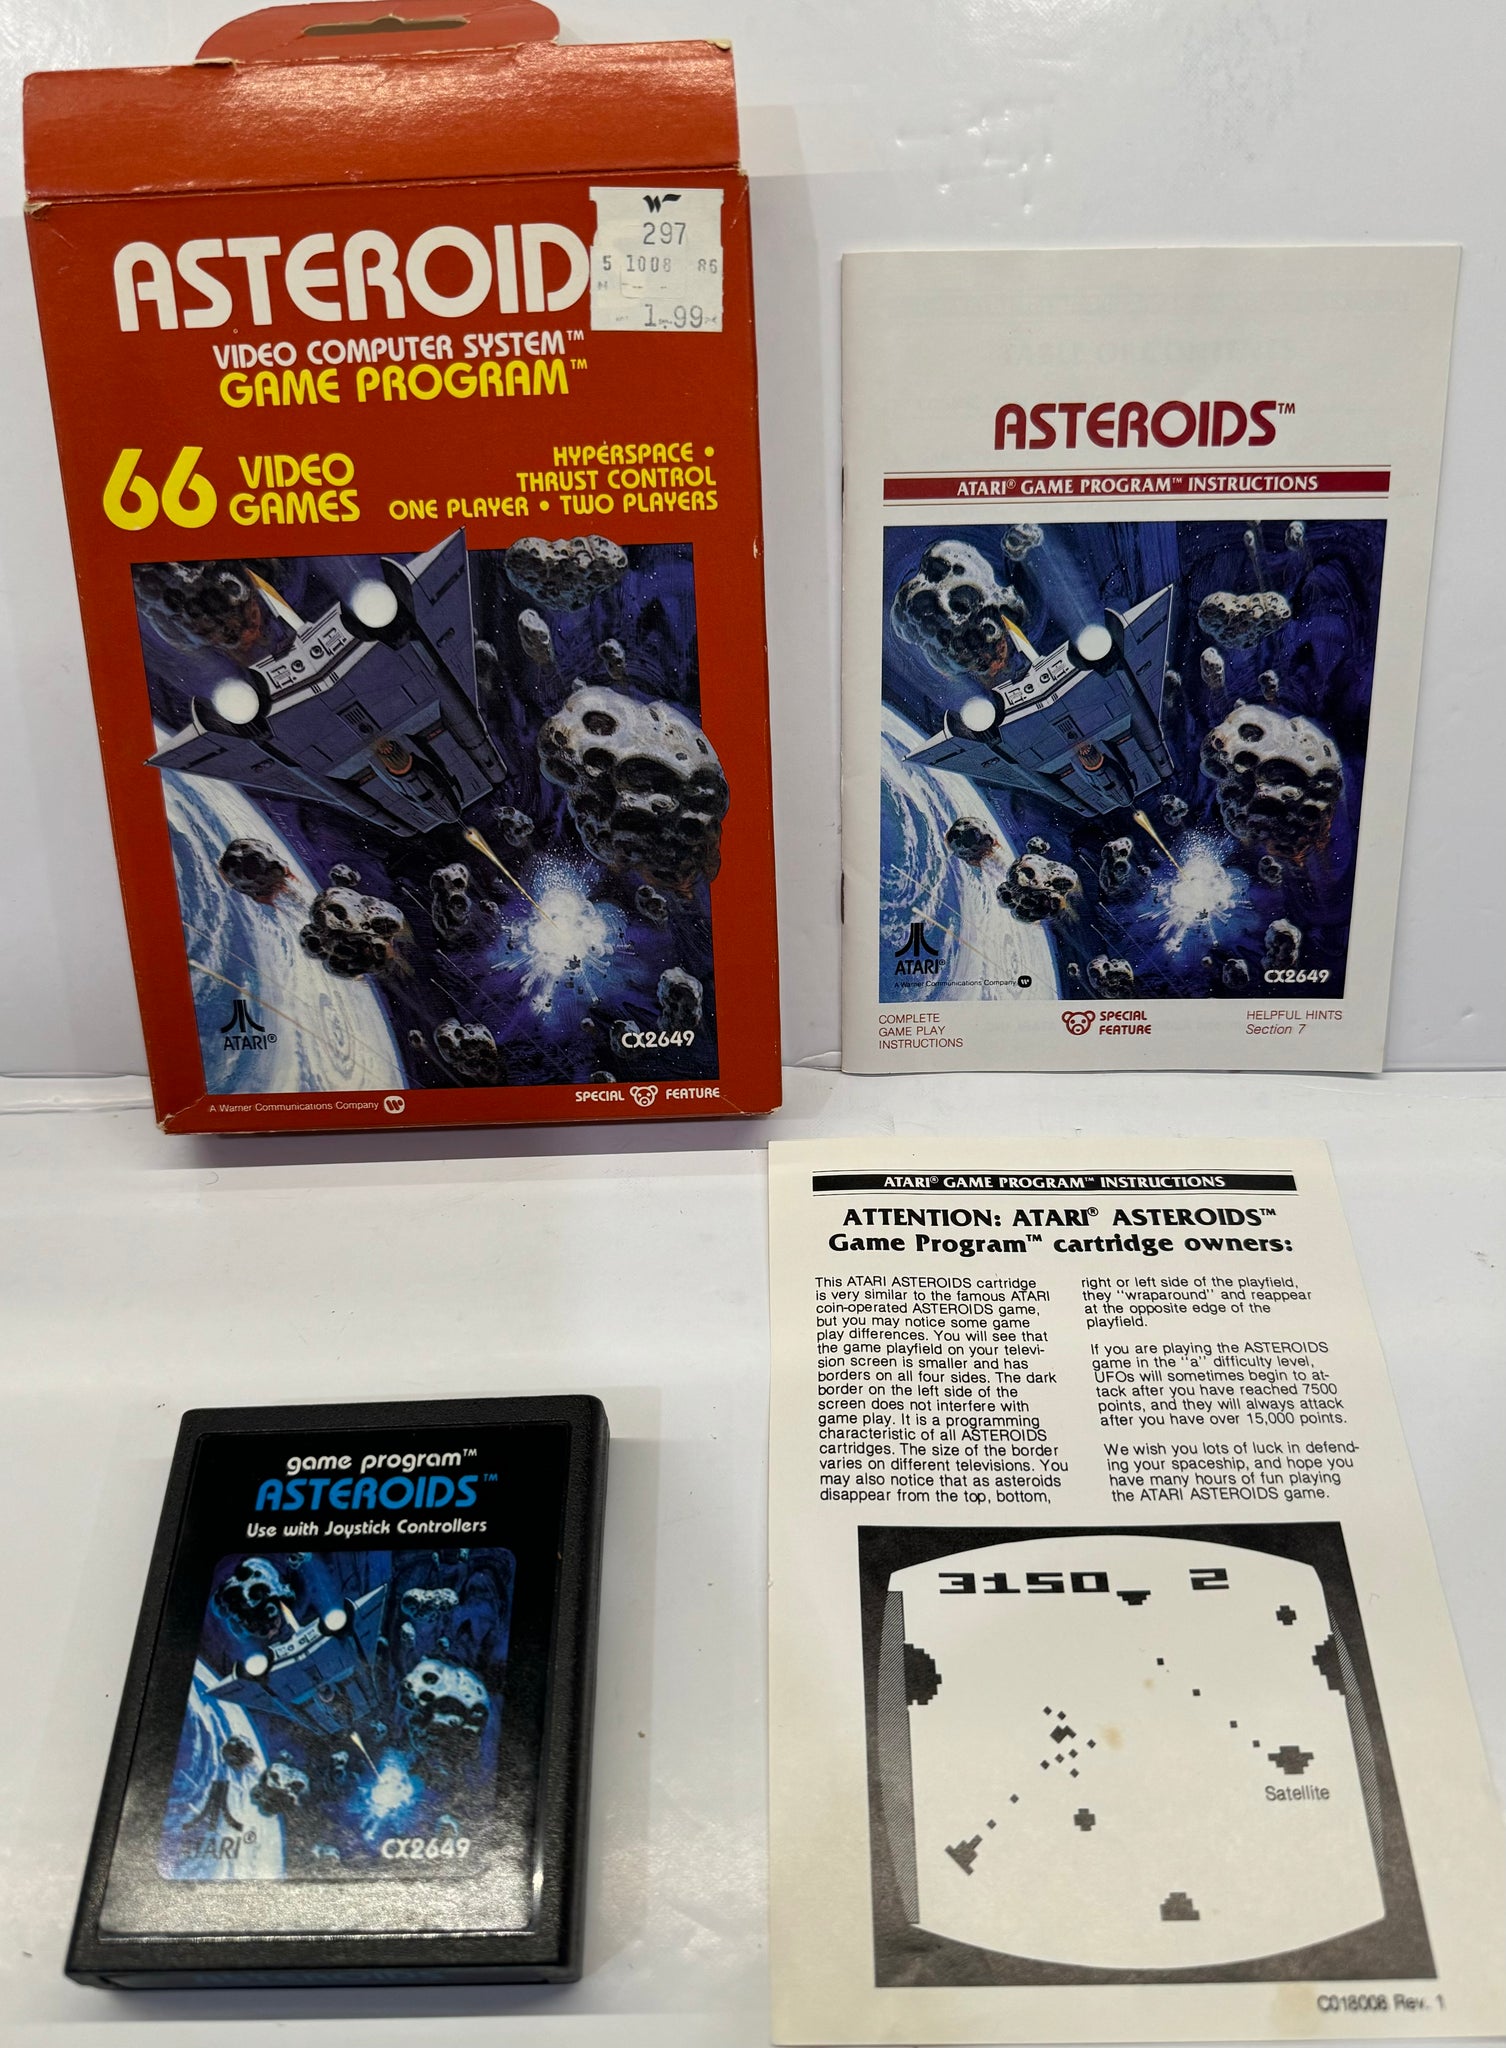 ASTEROID
297
5 1008 86
N - -
1.99
VIDEO COMPUTER SYSTEM™
GAME PROGRAM™
66 VIDEO GAMES
HYPERSPACE •
THRUST CONTROL
ONE PLAYER • TWO PLAYERS
ATARI®
CX2649
A Warner Communications Company
SPECIAL FEATURE
ASTEROIDS™
ATARI® GAME PROGRAM™ INSTRUCTIONS
ATARI®
A Warner Communications Company
CX2649
COMPLETE
GAME PLAY
INSTRUCTIONS
SPECIAL
FEATURE
HELPFUL HINTS
Section 7
game program™
ASTEROIDS™
Use with Joystick Controllers
ATARI®
CX2649
ASTEROIDS
ATARI® GAME PROGRAM™ INSTRUCTIONS
ATTENTION: ATARI® ASTEROIDS™
Game Program™ cartridge owners:
This ATARI ASTEROIDS cartridge
is very similar to the famous ATARI
coin-operated ASTEROIDS game,
but you may notice some game
play differences. You will see that
the game playfield on your televi-
sion screen is smaller and has
borders on all four sides. The dark
border on the left side of the
screen does not interfere with
game play. It is a programming
characteristic of all ASTEROIDS
cartridges. The size of the border
varies on different televisions. You
may also notice that as asteroids
disappear from the top, bottom,
right or left side of the playfield,
they "wraparound" and reappear
at the opposite edge of the
playfield.
If you are playing the ASTEROIDS
game in the "a" difficulty level,
UFOs will sometimes begin to at-
tack after you have reached 7500
points, and they will always attack
after you have over 15,000 points.
We wish you lots of luck in defend-
ing your spaceship, and hope you
have many hours of fun playing
the ATARI ASTEROIDS game.
3150 2
Satellite
C018008 Rev. 1